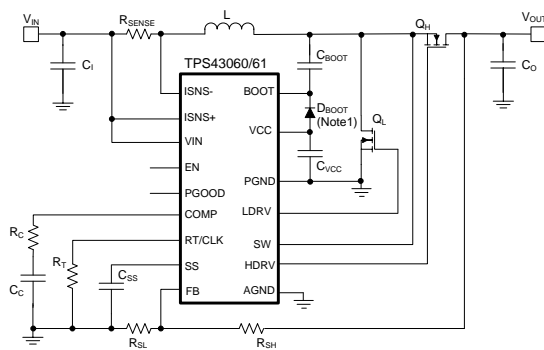 V_IN
R_SENSE
L
Q_H
V_OUT
C_I
TPS43060/61
C_BOOT
C_O
ISNS-
BOOT
D_BOOT
(Note1)
ISNS+
VCC
Q_L
VIN
C_VCC
EN
PGND
PGOOD
LDRV
COMP
R_C
SW
RT/CLK
R_T
C_SS
SS
HDRV
C_C
FB
AGND
R_SL
R_SH